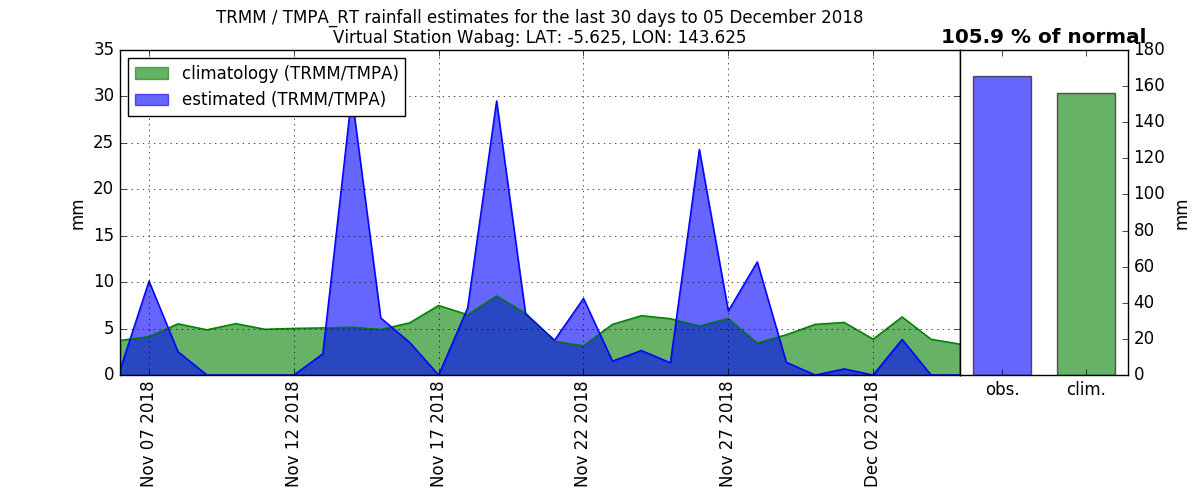 TRMM / TMPA_RT rainfall estimates for the last 30 days to 05 December 2018
Virtual Station Wabag: LAT: -5.625, LON: 143.625
105.9 % of normal
climatology (TRMM/TMPA)
estimated (TRMM/TMPA)
35
30
25
20
15
10
5
0
mm
Nov 07 2018
Nov 12 2018
Nov 17 2018
Nov 22 2018
Nov 27 2018
Dec 02 2018
obs.
clim.
180
160
140
120
100
80
60
40
20
0
mm